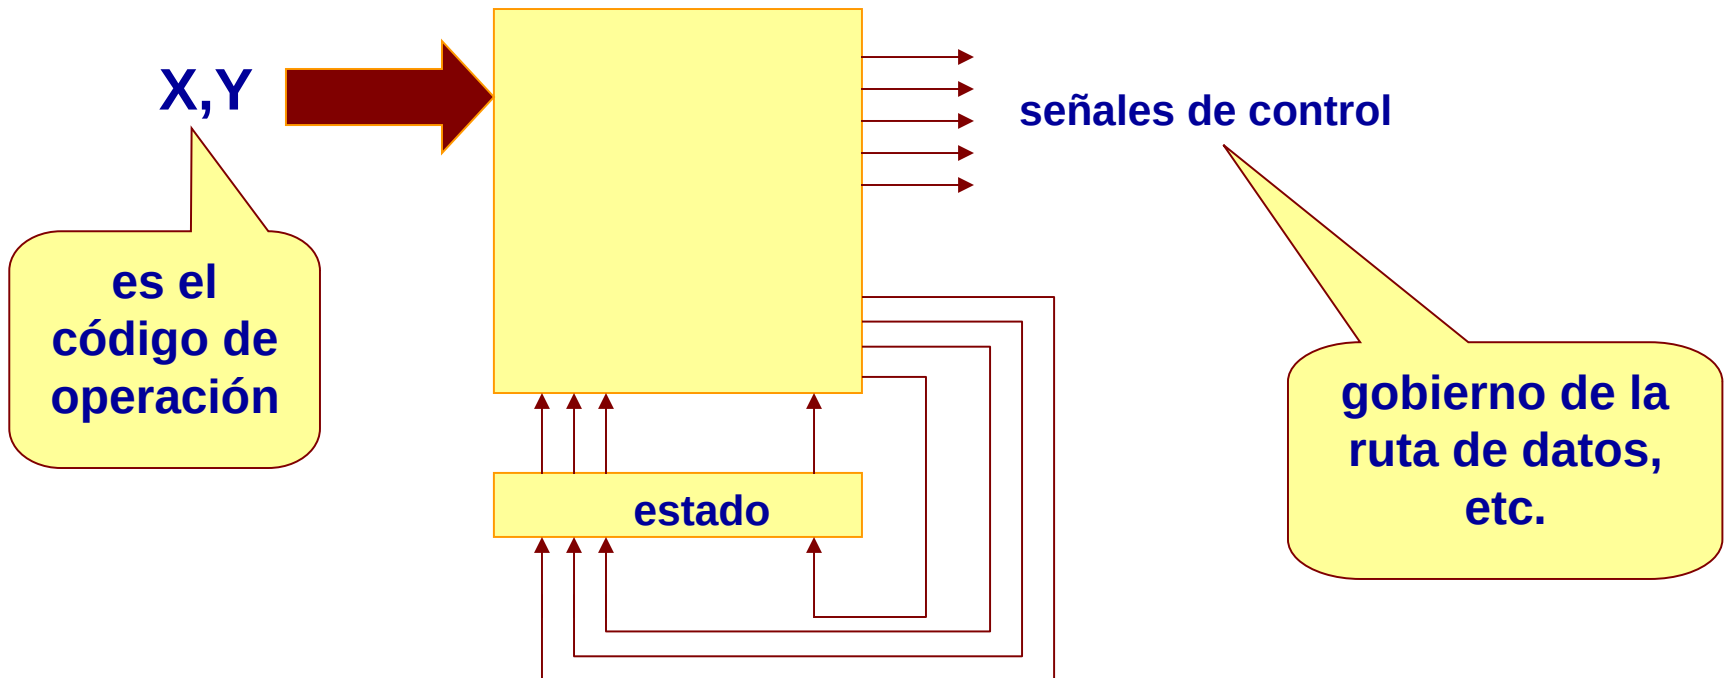 X,Y
señales de control
es el
código de
operación
gobierno de la
ruta de datos,
etc.
estado